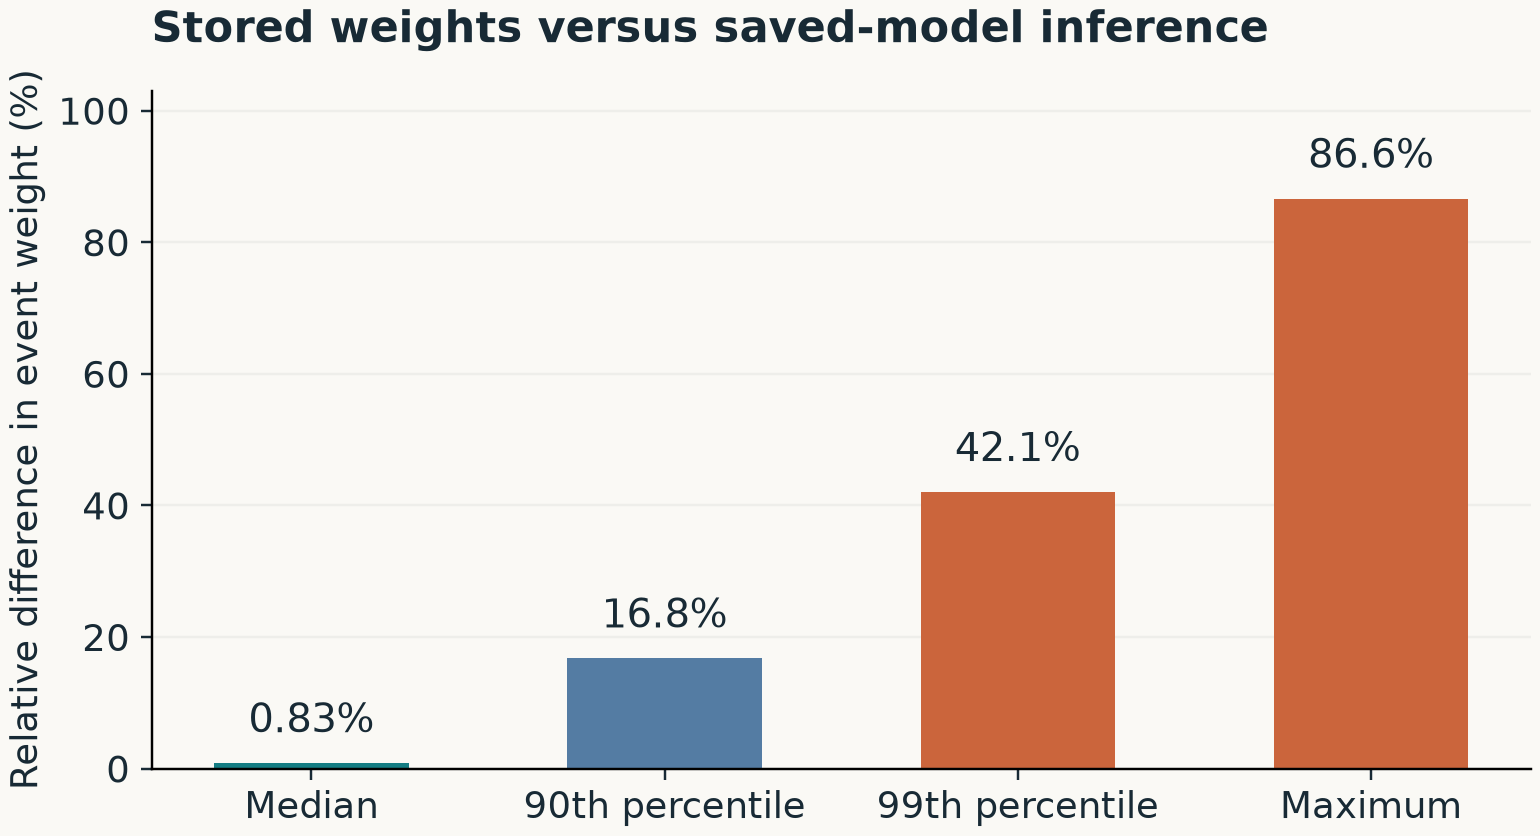 Stored weights versus saved-model inference
Relative difference in event weight (%)
100
80
60
40
20
0
0.83%
16.8%
42.1%
86.6%
Median
90th percentile
99th percentile
Maximum